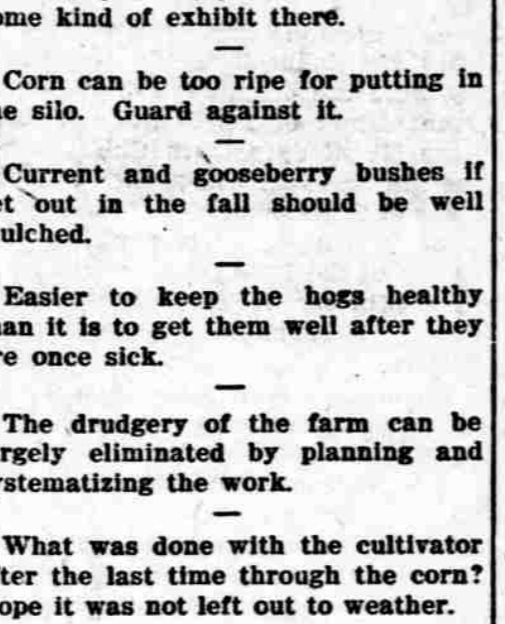 ome kind of exhibit there.
—
Corn can be too ripe for putting in
e silo. Guard against it.
—
Current and gooseberry bushes if
et out in the fall should be well
ulched.
—
Easier to keep the hogs healthy
an it is to get them well after they
re once sick.
—
The drudgery of the farm can be
rgely eliminated by planning and
ystematizing the work.
—
What was done with the cultivator
ter the last time through the corn?
ope it was not left out to weather.